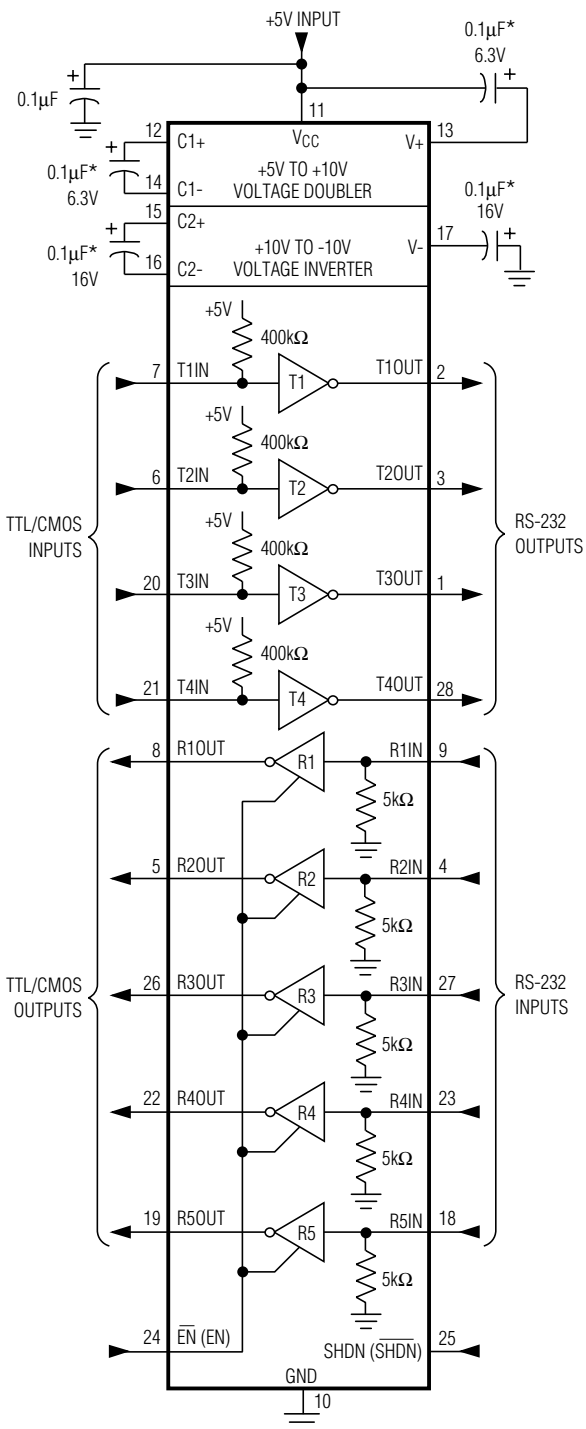 +5V INPUT
0.1µF*
6.3V
0.1µF
11
12
C1+
VCC
V+
13
+5V TO +10V
VOLTAGE DOUBLER
0.1µF*
6.3V
14
C1-
15
C2+
0.1µF*
16V
17
V-
+10V TO -10V
VOLTAGE INVERTER
0.1µF*
16V
16
C2-
+5V
400kΩ
7
T1IN
T1
T1OUT
2
+5V
400kΩ
6
T2IN
T2
T2OUT
3
TTL/CMOS
INPUTS
RS-232
OUTPUTS
+5V
400kΩ
20
T3IN
T3
T3OUT
1
+5V
400kΩ
21
T4IN
T4
T4OUT
28
8
R1OUT
R1
R1IN
9
5kΩ
5
R2OUT
R2
R2IN
4
5kΩ
TTL/CMOS
OUTPUTS
RS-232
INPUTS
26
R3OUT
R3
R3IN
27
5kΩ
22
R4OUT
R4
R4IN
23
5kΩ
19
R5OUT
R5
R5IN
18
5kΩ
24
E̅N̅ (EN)
SHDN (S̅H̅D̅N̅)
25
GND
10
+
+
+
+
+